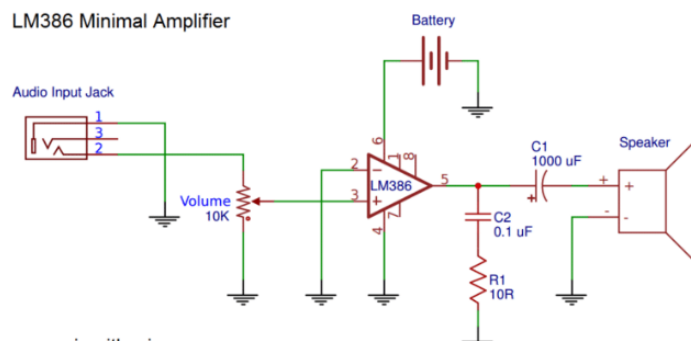 LM386 Minimal Amplifier
Battery
Audio Input Jack
1
3
2
Volume
10K
2
3
6
1
8
LM386
5
4
7
C1
1000 uF
+
C2
0.1 uF
R1
10R
Speaker
+
+
-
-
-
+